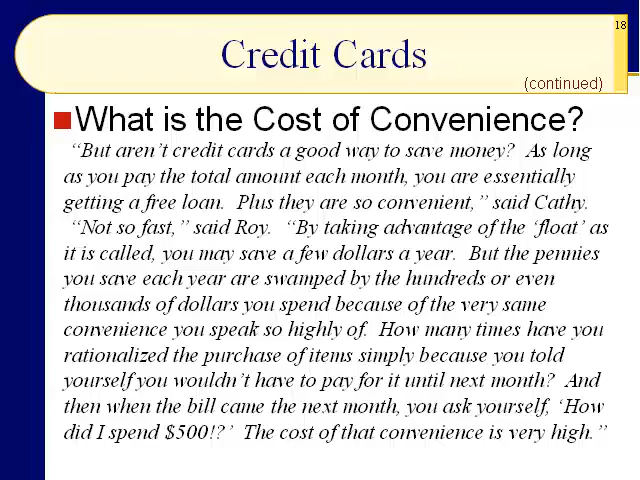 18
Credit Cards
(continued)
What is the Cost of Convenience?
“But aren’t credit cards a good way to save money?  As long
as you pay the total amount each month, you are essentially
getting a free loan.  Plus they are so convenient,” said Cathy.
“Not so fast,” said Roy.  “By taking advantage of the ‘float’ as
it is called, you may save a few dollars a year.  But the pennies
you save each year are swamped by the hundreds or even
thousands of dollars you spend because of the very same
convenience you speak so highly of.  How many times have you
rationalized the purchase of items simply because you told
yourself you wouldn’t have to pay for it until next month?  And
then when the bill came the next month, you ask yourself, ‘How
did I spend $500!?’  The cost of that convenience is very high.”